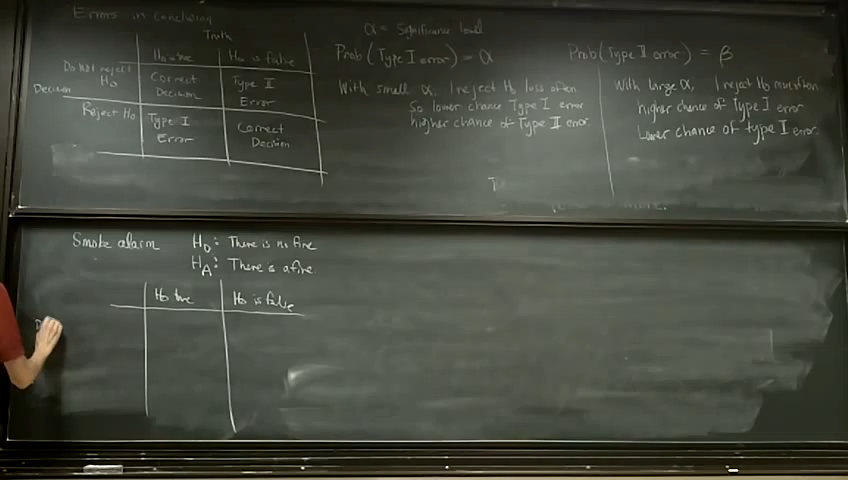 Errors in conclusion
Truth
H₀ true H₀ is false
Do not reject H₀
Correct Decision
Type II Error
Decision
Reject H₀
Type I Error
Correct Decision
α = Significance level
Prob (Type I error) = α
With small α, I reject H₀ less often
So lower chance Type I error
higher chance of Type II error.
Prob (Type II error) = β
With large α, I reject H₀ more often
higher chance of Type I error
Lower chance of type error.
Smoke alarm H₀: There is no fire
H_A: There is a fire
H₀ true H₀ is false